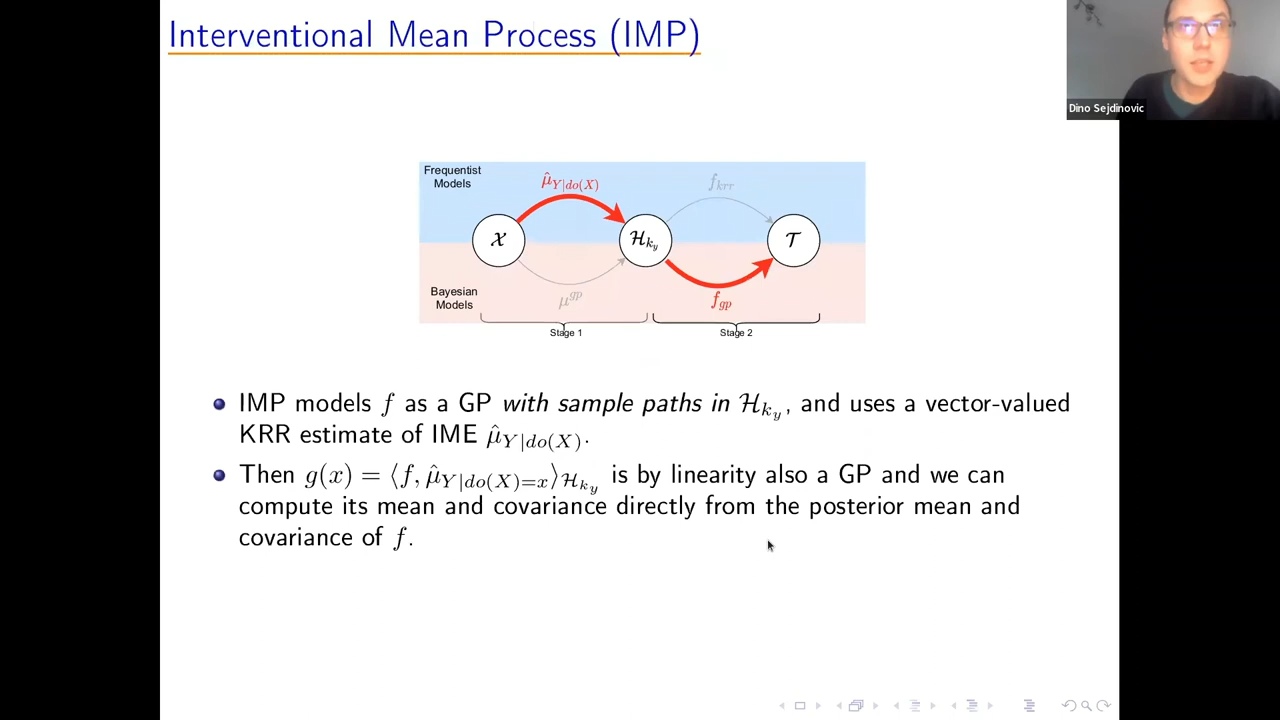 Interventional Mean Process (IMP)
Dino Sejdinovic
Frequentist
Models
μ̂_{Y|do(X)}
f_{krr}
𝒳
ℋ_{k_y}
𝒯
Bayesian
Models
μ^{gp}
f_{gp}
Stage 1
Stage 2
IMP models f as a GP with sample paths in ℋ_{k_y}, and uses a vector-valued
KRR estimate of IME μ̂_{Y|do(X)}.
Then g(x) = ⟨f, μ̂_{Y|do(X)=x}⟩_{ℋ_{k_y}} is by linearity also a GP and we can
compute its mean and covariance directly from the posterior mean and
covariance of f.